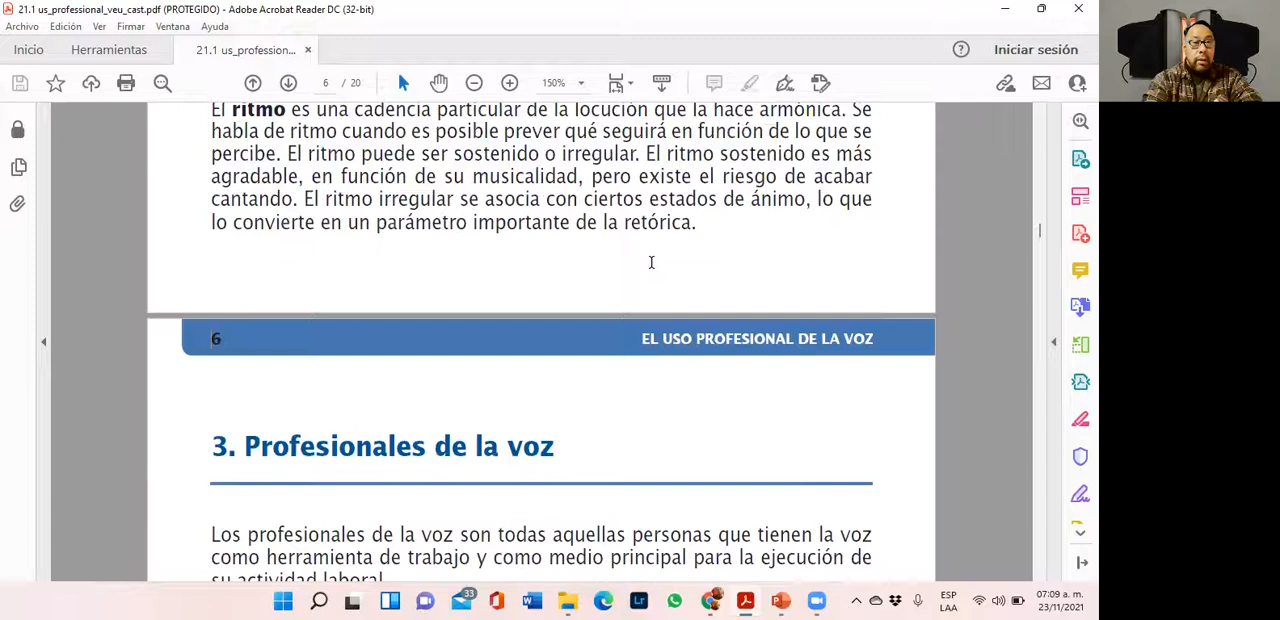 21.1 us_professional_veu_cast.pdf (PROTEGIDO) - Adobe Acrobat Reader DC (32-bit)
Archivo Edición Ver Firmar Ventana Ayuda
Inicio Herramientas 21.1 us_profession... × Iniciar sesión
6 / 20 150%
El ritmo es una cadencia particular de la locución que la hace armónica. Se
habla de ritmo cuando es posible prever qué seguirá en función de lo que se
percibe. El ritmo puede ser sostenido o irregular. El ritmo sostenido es más
agradable, en función de su musicalidad, pero existe el riesgo de acabar
cantando. El ritmo irregular se asocia con ciertos estados de ánimo, lo que
lo convierte en un parámetro importante de la retórica.
6 EL USO PROFESIONAL DE LA VOZ
3. Profesionales de la voz
Los profesionales de la voz son todas aquellas personas que tienen la voz
como herramienta de trabajo y como medio principal para la ejecución de
su actividad laboral.
33 ESP 07:09 a. m.
LAA 23/11/2021